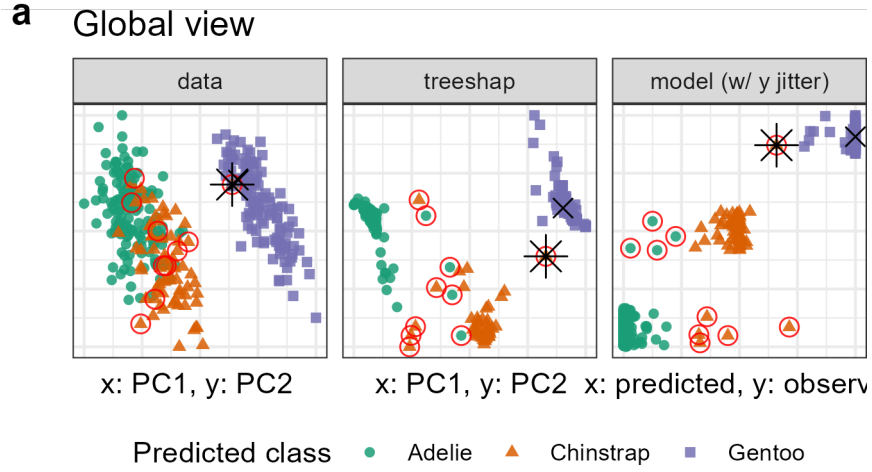 a
Global view
data treeshap model (w/ y jitter)
x: PC1, y: PC2 x: PC1, y: PC2 x: predicted, y: observ
Predicted class Adelie Chinstrap Gentoo